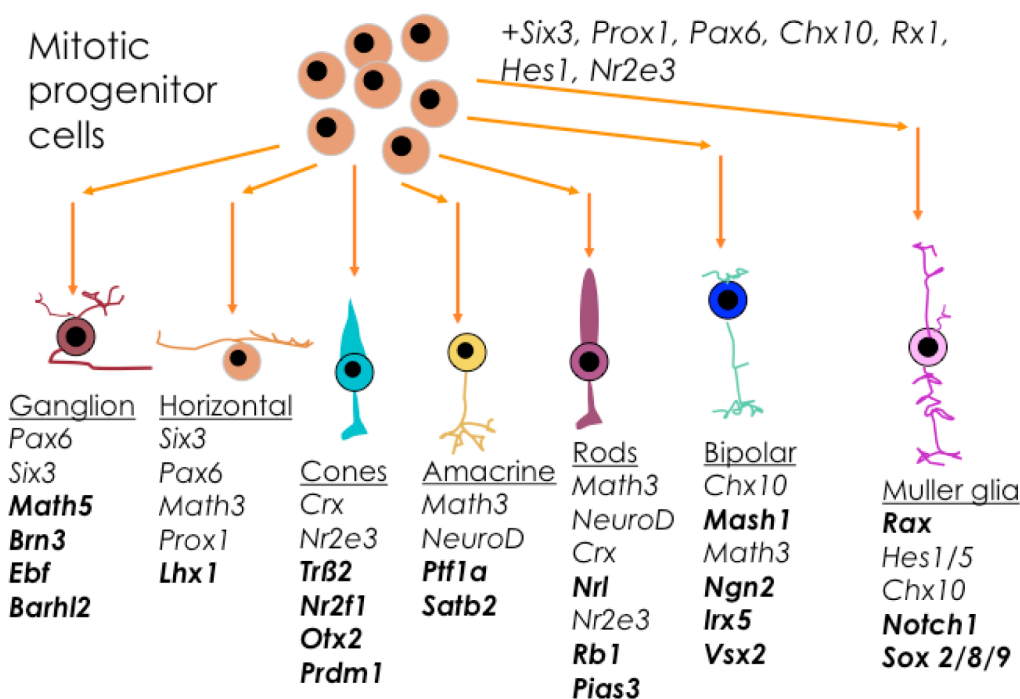 Mitotic
progenitor
cells
+Six3, Prox1, Pax6, Chx10, Rx1,
Hes1, Nr2e3
Ganglion
Pax6
Six3
Math5
Brn3
Ebf
Barhl2
Horizontal
Six3
Pax6
Math3
Prox1
Lhx1
Cones
Crx
Nr2e3
Trß2
Nr2f1
Otx2
Prdm1
Amacrine
Math3
NeuroD
Ptf1a
Satb2
Rods
Math3
NeuroD
Crx
Nrl
Nr2e3
Rb1
Pias3
Bipolar
Chx10
Mash1
Math3
Ngn2
Irx5
Vsx2
Muller glia
Rax
Hes1/5
Chx10
Notch1
Sox 2/8/9